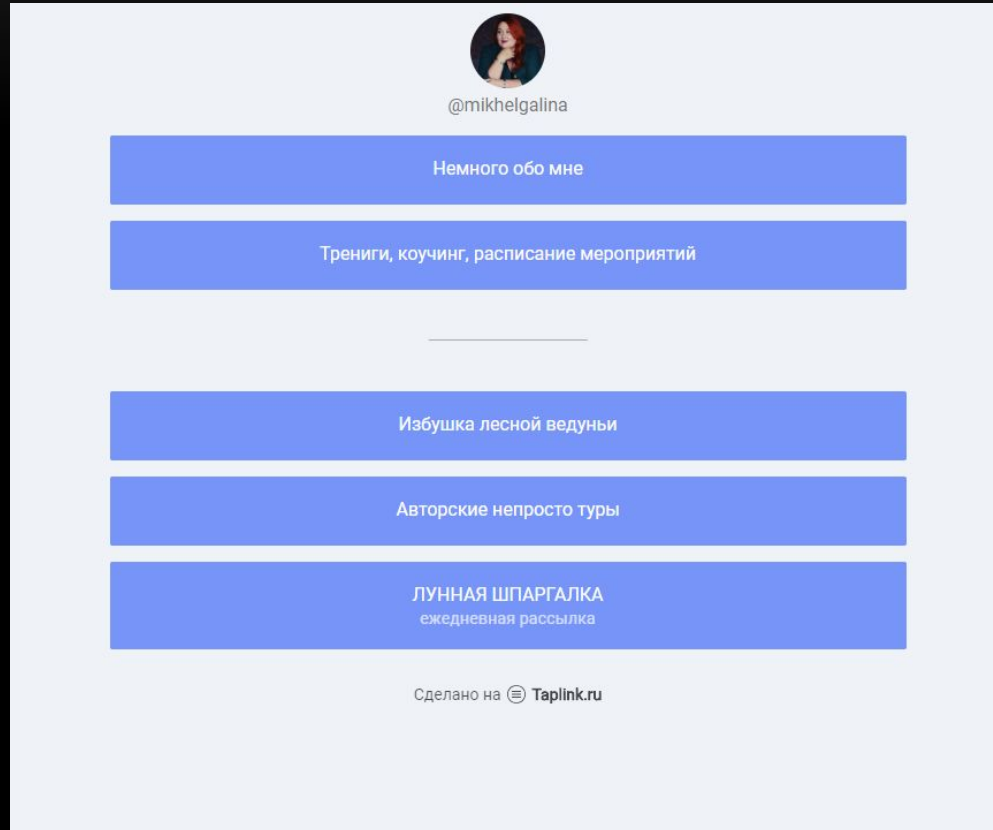 @mikhelgalina
Немного обо мне
Трениги, коучинг, расписание мероприятий
Избушка лесной ведуньи
Авторские непросто туры
ЛУННАЯ ШПАРГАЛКА
ежедневная рассылка
Сделано на Taplink.ru